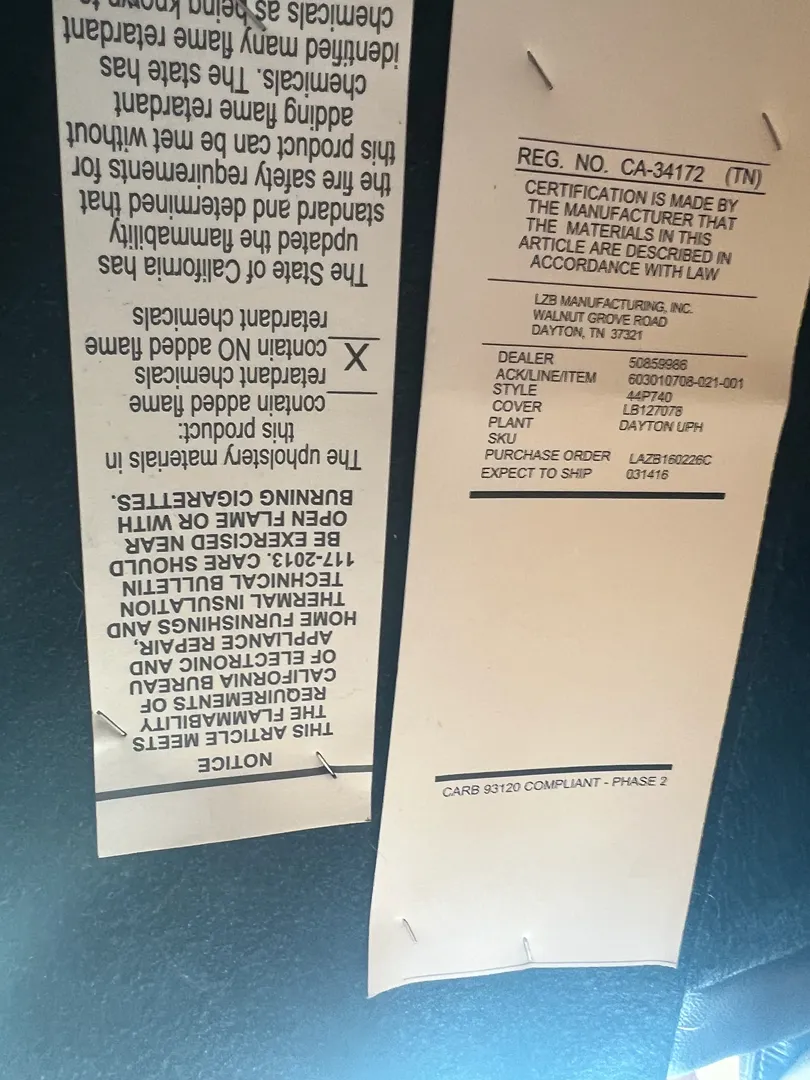 NOTICE
THIS ARTICLE MEETS
THE FLAMMABILITY
REQUIREMENTS OF
CALIFORNIA BUREAU
OF ELECTRONIC AND
APPLIANCE REPAIR,
HOME FURNISHINGS AND
THERMAL INSULATION
TECHNICAL BULLETIN
117-2013. CARE SHOULD
BE EXERCISED NEAR
OPEN FLAME OR WITH
BURNING CIGARETTES.
The upholstery materials in
this product:
contain added flame
retardant chemicals
X contain NO added flame
retardant chemicals
The State of California has
updated the flammability
standard and determined that
the fire safety requirements for
this product can be met without
adding flame retardant
chemicals. The state has
identified many flame retardant
chemicals as being known to
REG. NO. CA-34172 (TN)
CERTIFICATION IS MADE BY
THE MANUFACTURER THAT
THE MATERIALS IN THIS
ARTICLE ARE DESCRIBED IN
ACCORDANCE WITH LAW
LZB MANUFACTURING, INC.
WALNUT GROVE ROAD
DAYTON, TN 37321
DEALER 50859986
ACK/LINE/ITEM 603010708-021-001
STYLE 44P740
COVER LB127078
PLANT DAYTON UPH
SKU
PURCHASE ORDER LAZB160226C
EXPECT TO SHIP 031416
CARB 93120 COMPLIANT - PHASE 2